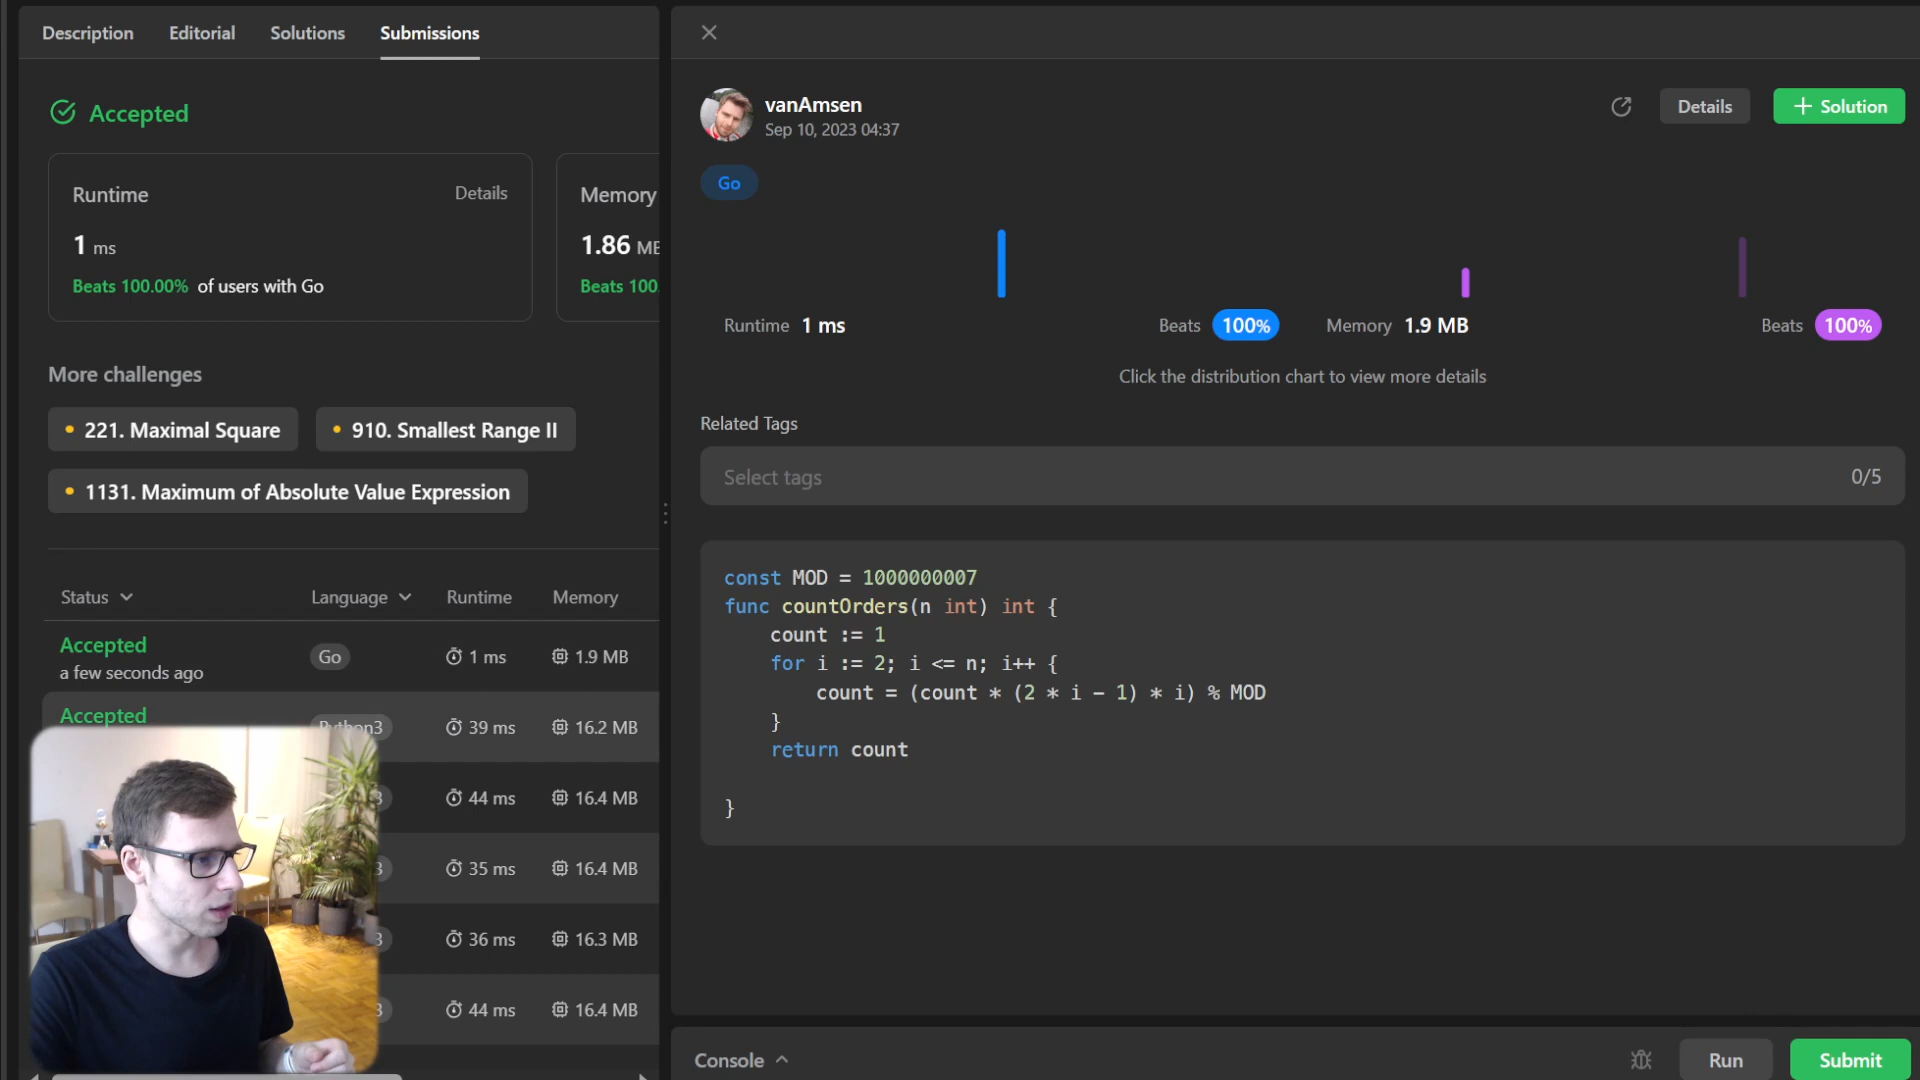 Description Editorial Solutions Submissions
Accepted
Runtime Details
1 ms
Beats 100.00% of users with Go
Memory
1.86 MB
Beats 100.
More challenges
221. Maximal Square
910. Smallest Range II
1131. Maximum of Absolute Value Expression
Status Language Runtime Memory
Accepted
a few seconds ago
Go 1 ms 1.9 MB
Accepted
Python3 39 ms 16.2 MB
3 44 ms 16.4 MB
3 35 ms 16.4 MB
3 36 ms 16.3 MB
3 44 ms 16.4 MB
vanAmsen
Sep 10, 2023 04:37
Details
+ Solution
Go
Runtime 1 ms Beats 100% Memory 1.9 MB Beats 100%
Click the distribution chart to view more details
Related Tags
Select tags 0/5
const MOD = 1000000007
func countOrders(n int) int {
count := 1
for i := 2; i <= n; i++ {
count = (count * (2 * i - 1) * i) % MOD
}
return count
}
Console Run Submit